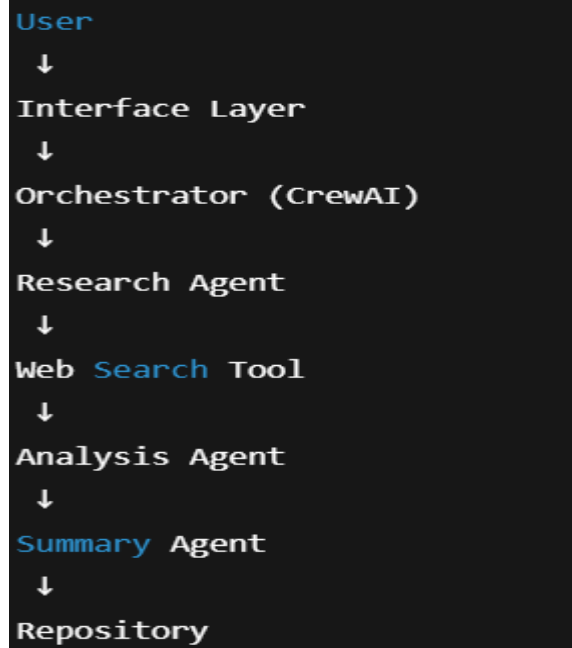 User
↓
Interface Layer
↓
Orchestrator (CrewAI)
↓
Research Agent
↓
Web Search Tool
↓
Analysis Agent
↓
Summary Agent
↓
Repository